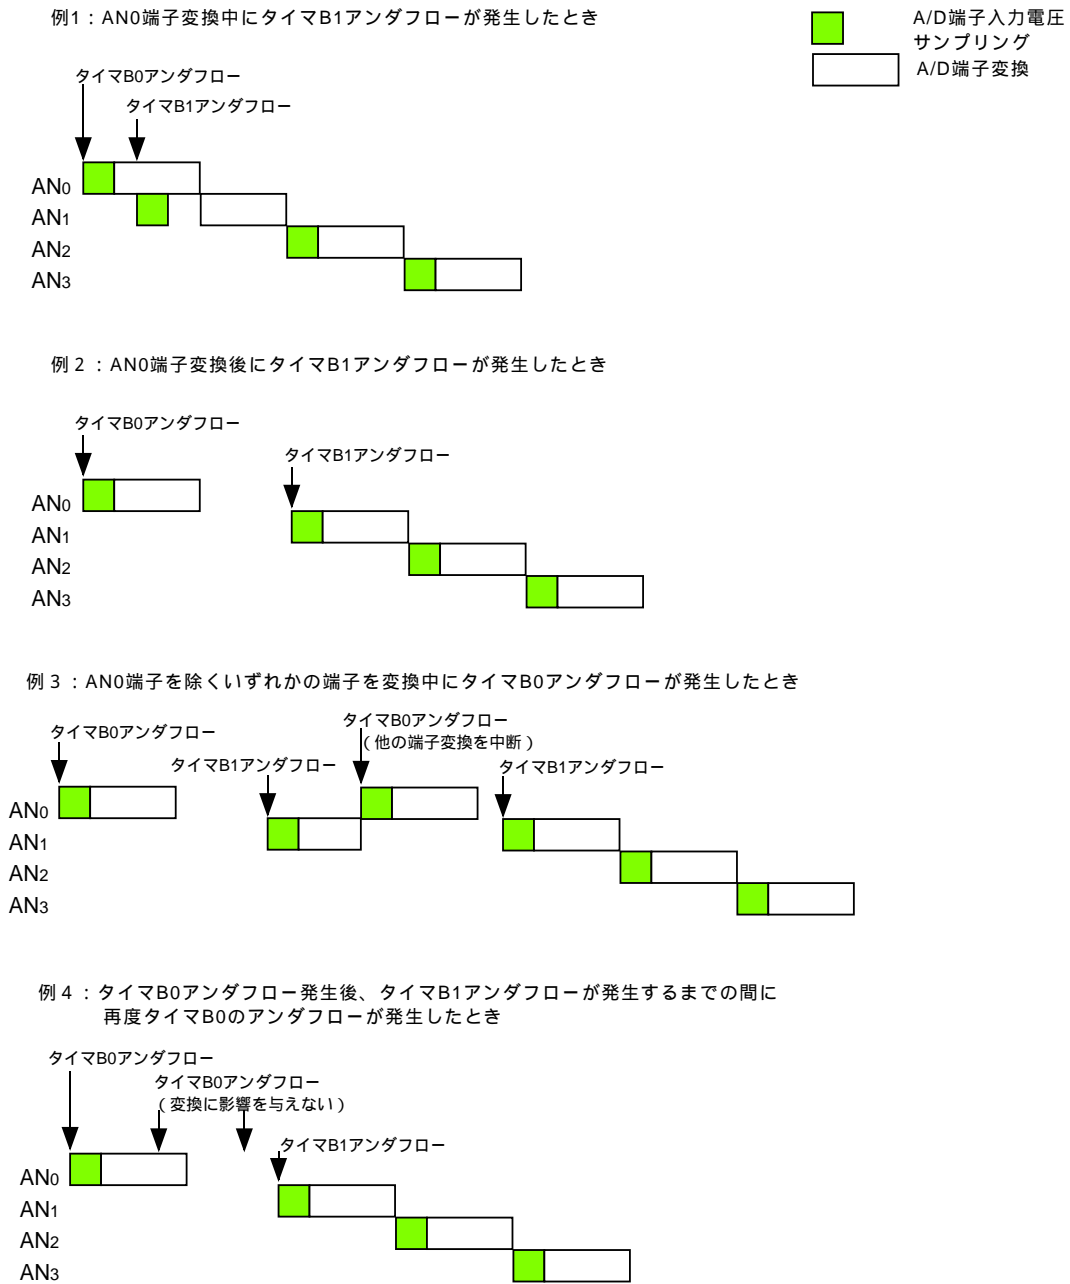 例1：AN0端子変換中にタイマB1アンダフローが発生したとき
A/D端子入力電圧
サンプリング
A/D端子変換
タイマB0アンダフロー
タイマB1アンダフロー
AN0
AN1
AN2
AN3
例２：AN0端子変換後にタイマB1アンダフローが発生したとき
タイマB0アンダフロー
タイマB1アンダフロー
AN0
AN1
AN2
AN3
例３：AN0端子を除くいずれかの端子を変換中にタイマB0アンダフローが発生したとき
タイマB0アンダフロー
タイマB1アンダフロー
タイマB0アンダフロー
（他の端子変換を中断）
タイマB1アンダフロー
AN0
AN1
AN2
AN3
例４：タイマB0アンダフロー発生後、タイマB1アンダフローが発生するまでの間に
再度タイマB0のアンダフローが発生したとき
タイマB0アンダフロー
タイマB0アンダフロー
（変換に影響を与えない）
タイマB1アンダフロー
AN0
AN1
AN2
AN3